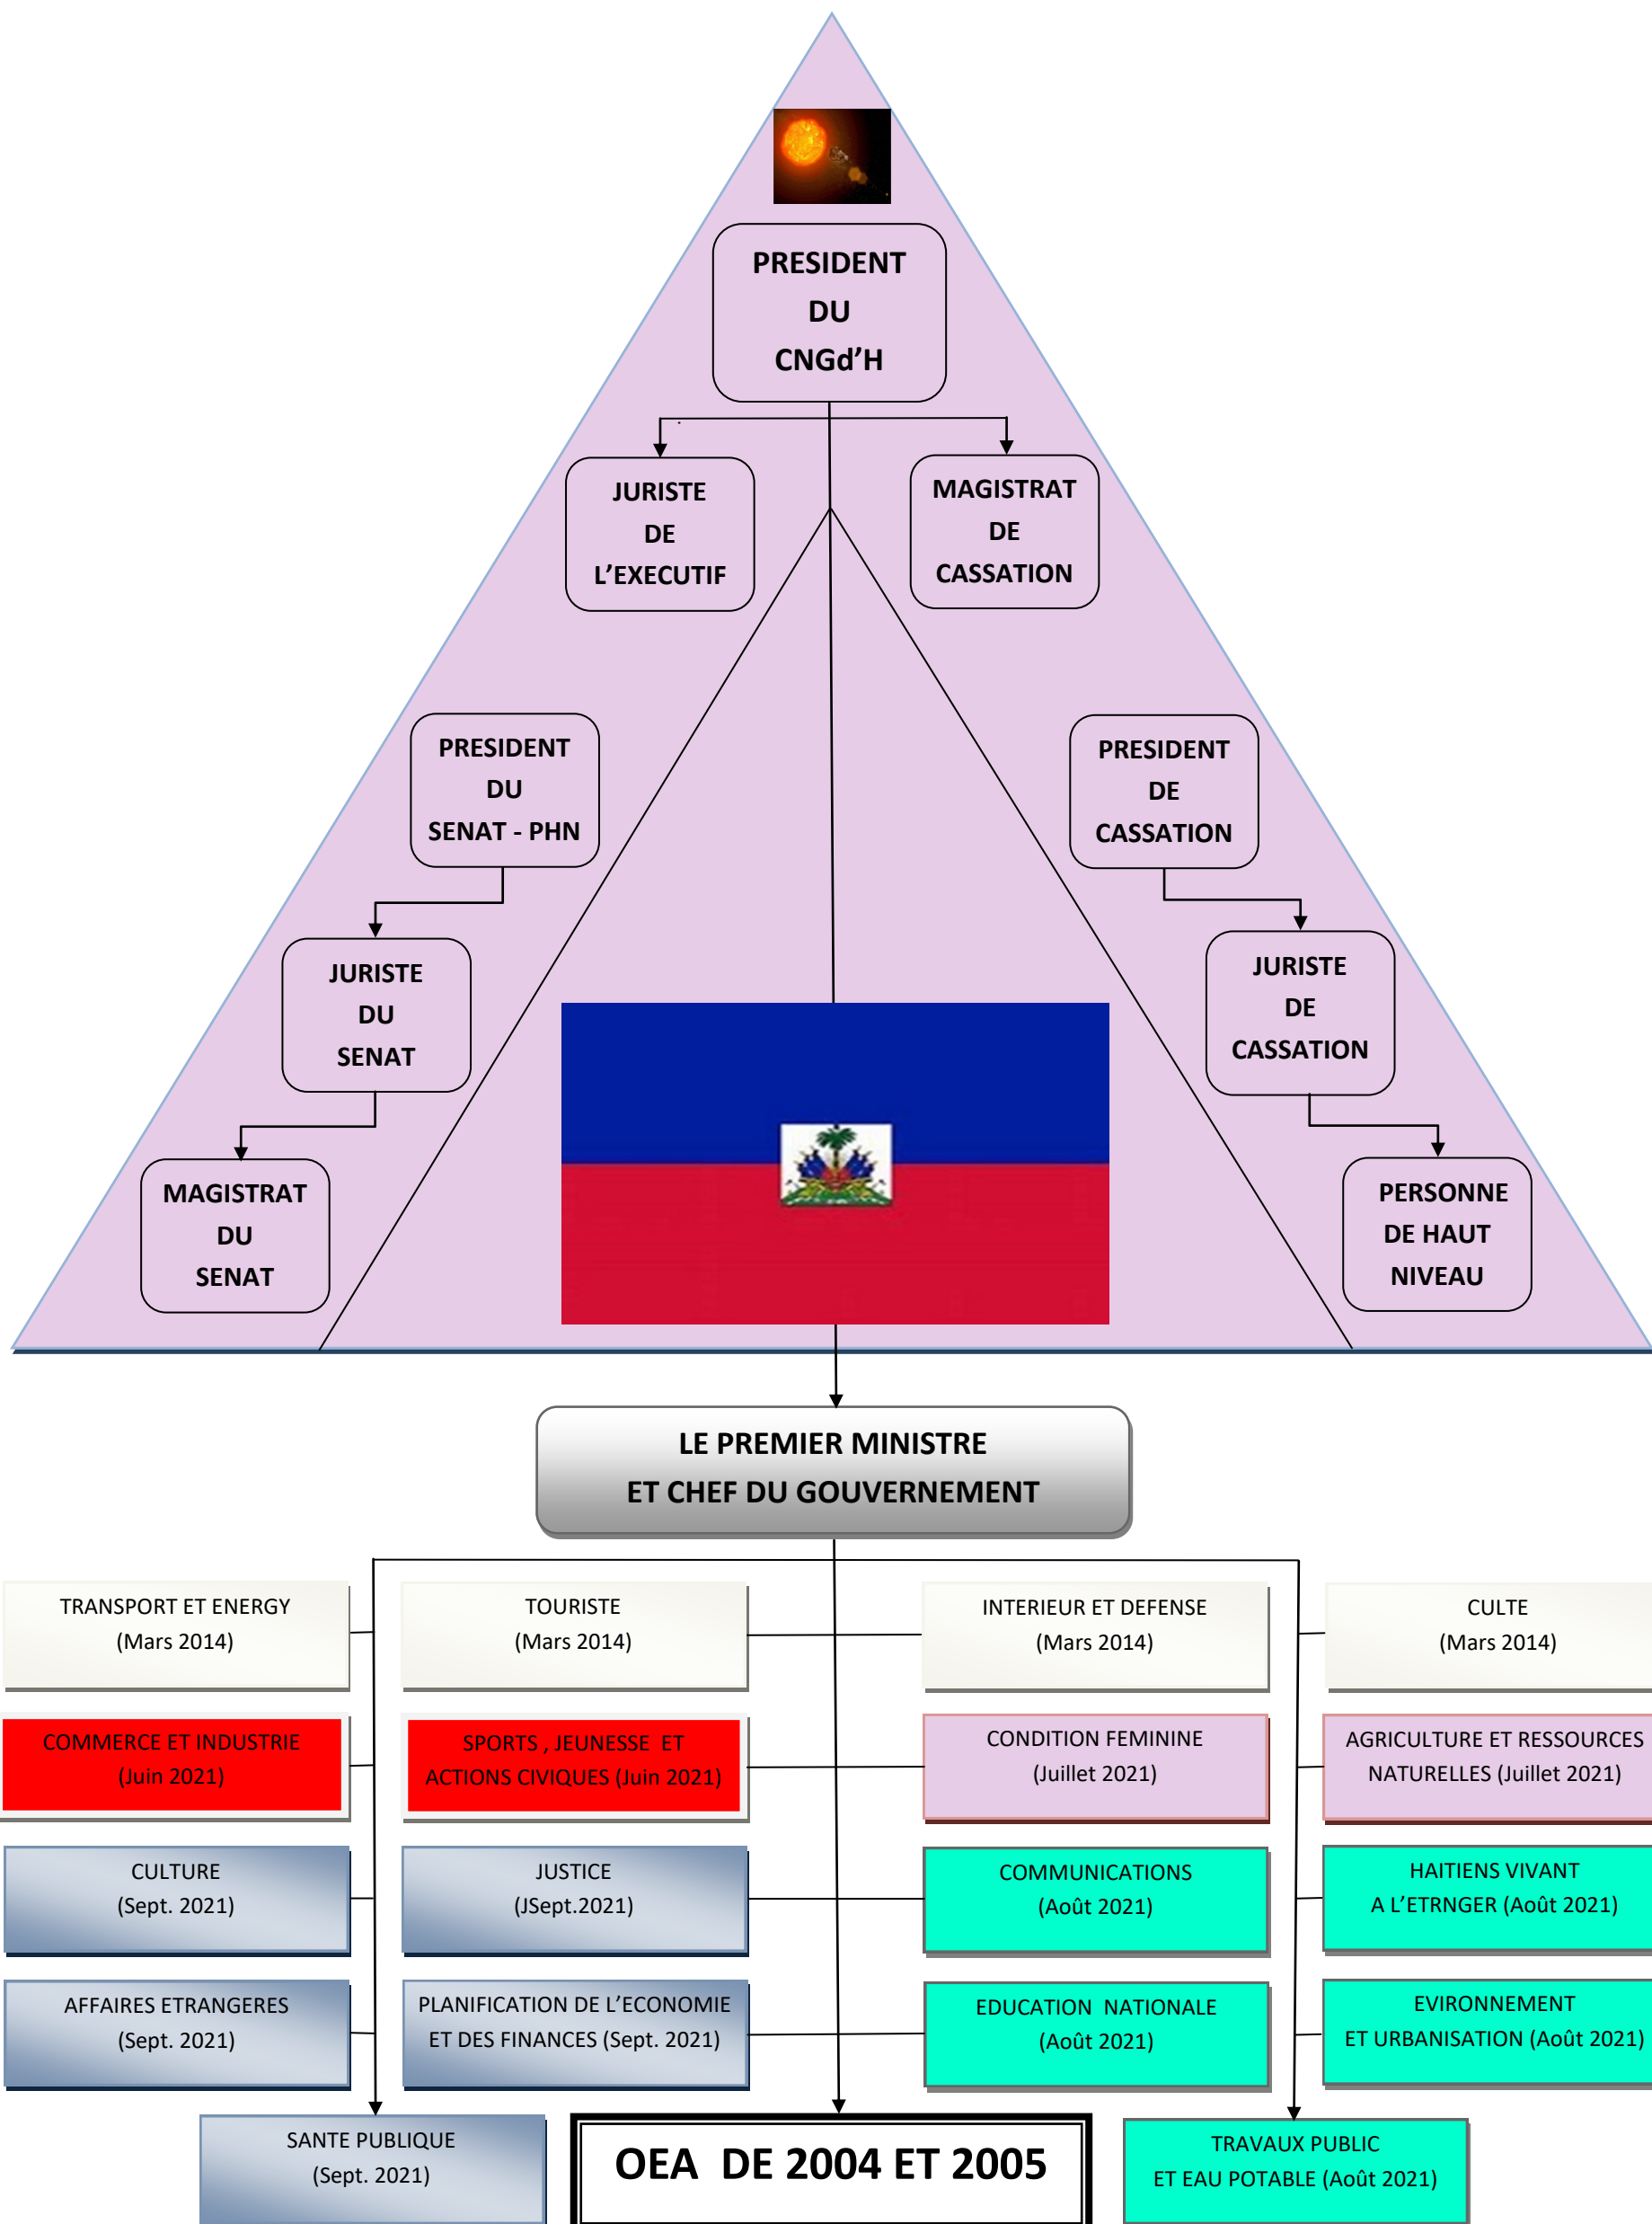 PRESIDENT
DU
CNGd’H
JURISTE
DE
L’EXECUTIF
MAGISTRAT
DE
CASSATION
PRESIDENT
DU
SENAT - PHN
PRESIDENT
DE
CASSATION
JURISTE
DU
SENAT
JURISTE
DE
CASSATION
MAGISTRAT
DU
SENAT
PERSONNE
DE HAUT
NIVEAU
LE PREMIER MINISTRE
ET CHEF DU GOUVERNEMENT
TRANSPORT ET ENERGY
(Mars 2014)
TOURISTE
(Mars 2014)
INTERIEUR ET DEFENSE
(Mars 2014)
CULTE
(Mars 2014)
COMMERCE ET INDUSTRIE
(Juin 2021)
SPORTS , JEUNESSE ET
ACTIONS CIVIQUES (Juin 2021)
CONDITION FEMININE
(Juillet 2021)
AGRICULTURE ET RESSOURCES
NATURELLES (Juillet 2021)
CULTURE
(Sept. 2021)
JUSTICE
(JSept.2021)
COMMUNICATIONS
(Août 2021)
HAITIENS VIVANT
A L’ETRNGER (Août 2021)
AFFAIRES ETRANGERES
(Sept. 2021)
PLANIFICATION DE L’ECONOMIE
ET DES FINANCES (Sept. 2021)
EDUCATION NATIONALE
(Août 2021)
EVIRONNEMENT
ET URBANISATION (Août 2021)
SANTE PUBLIQUE
(Sept. 2021)
OEA DE 2004 ET 2005
TRAVAUX PUBLIC
ET EAU POTABLE (Août 2021)